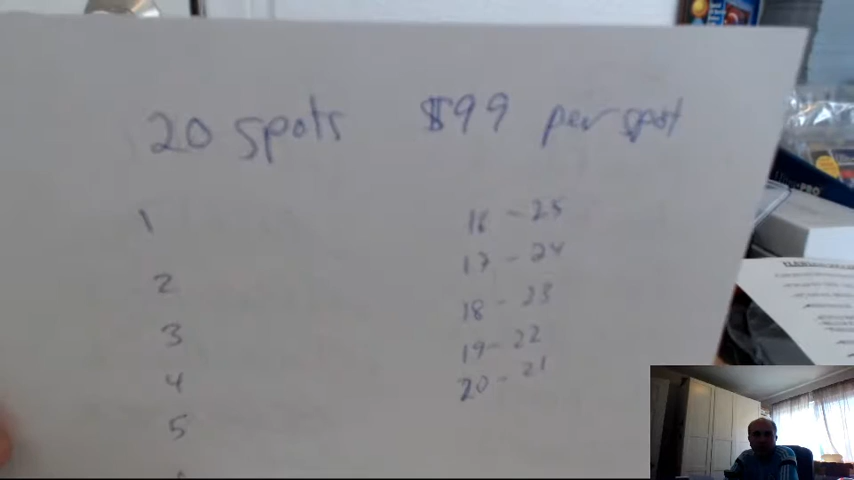 20 spots $99 per spot
1
2
3
4
5
16 - 25
17 - 24
18 - 23
19 - 22
20 - 21
PRO